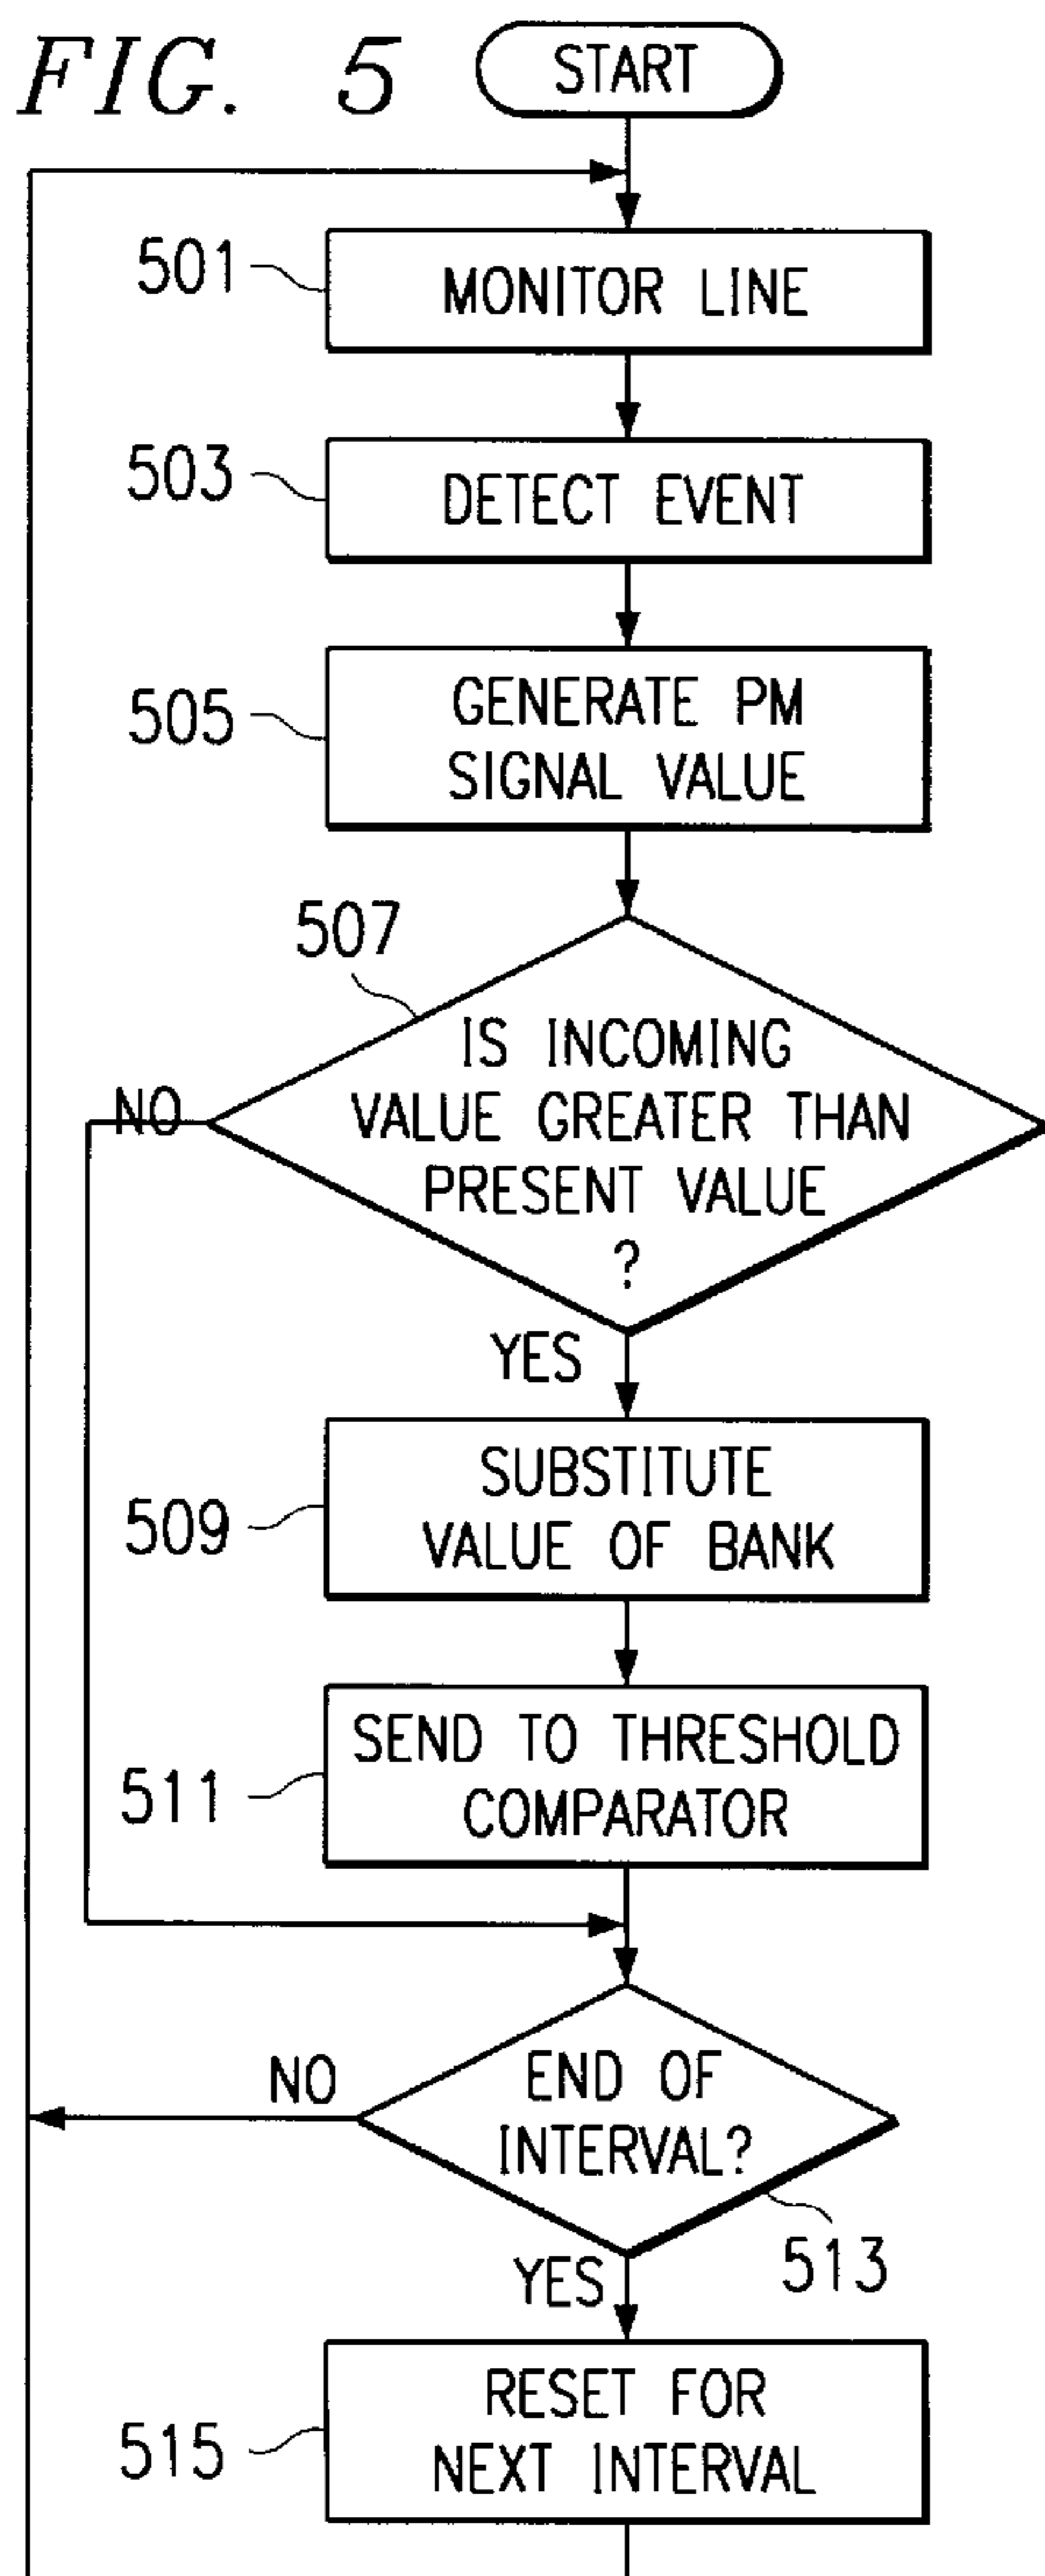 FIG. 5
START
501
MONITOR LINE
503
DETECT EVENT
505
GENERATE PM
SIGNAL VALUE
507
IS INCOMING
VALUE GREATER THAN
PRESENT VALUE
?
NO
YES
509
SUBSTITUTE
VALUE OF BANK
511
SEND TO THRESHOLD
COMPARATOR
NO
END OF
INTERVAL?
513
YES
515
RESET FOR
NEXT INTERVAL